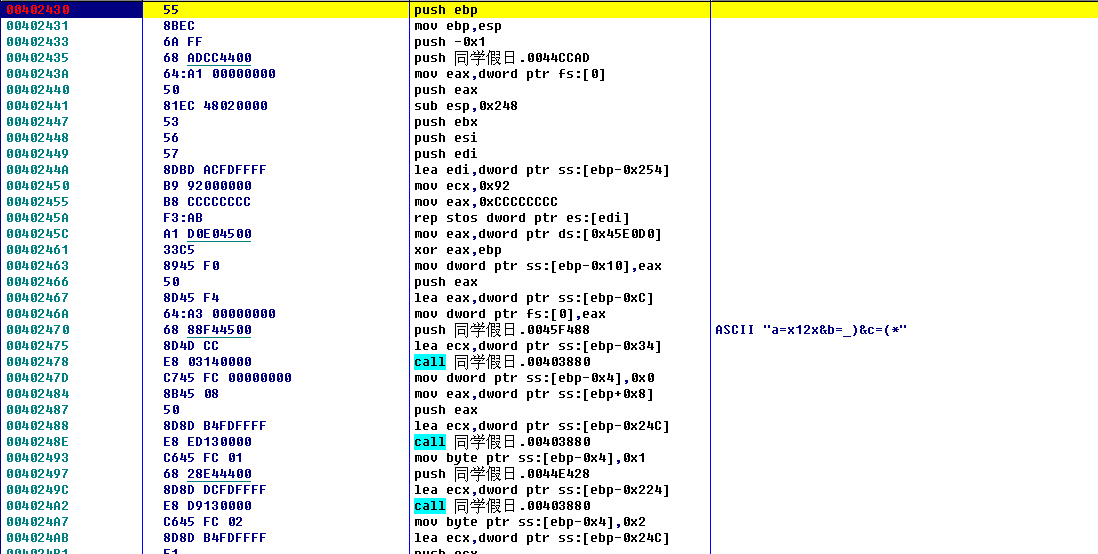 00402430 55 push ebp
00402431 8BEC mov ebp,esp
00402433 6A FF push -0x1
00402435 68 ADCC4400 push 同学假日.0044CCAD
0040243A 64:A1 00000000 mov eax,dword ptr fs:[0]
00402440 50 push eax
00402441 81EC 48020000 sub esp,0x248
00402447 53 push ebx
00402448 56 push esi
00402449 57 push edi
0040244A 8DBD ACFDFFFF lea edi,dword ptr ss:[ebp-0x254]
00402450 B9 92000000 mov ecx,0x92
00402455 B8 CCCCCCCC mov eax,0xCCCCCCCC
0040245A F3:AB rep stos dword ptr es:[edi]
0040245C A1 D0E04500 mov eax,dword ptr ds:[0x45E0D0]
00402461 33C5 xor eax,ebp
00402463 8945 F0 mov dword ptr ss:[ebp-0x10],eax
00402466 50 push eax
00402467 8D45 F4 lea eax,dword ptr ss:[ebp-0xC]
0040246A 64:A3 00000000 mov dword ptr fs:[0],eax
00402470 68 88F44500 push 同学假日.0045F488 ASCII "a=x12x&b=_)&c=(*"
00402475 8D4D CC lea ecx,dword ptr ss:[ebp-0x34]
00402478 E8 03140000 call 同学假日.00403880
0040247D C745 FC 00000000 mov dword ptr ss:[ebp-0x4],0x0
00402484 8B45 08 mov eax,dword ptr ss:[ebp+0x8]
00402487 50 push eax
00402488 8D8D B4FDFFFF lea ecx,dword ptr ss:[ebp-0x24C]
0040248E E8 ED130000 call 同学假日.00403880
00402493 C645 FC 01 mov byte ptr ss:[ebp-0x4],0x1
00402497 68 28E44400 push 同学假日.0044E428
0040249C 8D8D DCFDFFFF lea ecx,dword ptr ss:[ebp-0x224]
004024A2 E8 D9130000 call 同学假日.00403880
004024A7 C645 FC 02 mov byte ptr ss:[ebp-0x4],0x2
004024AB 8D8D B4FDFFFF lea ecx,dword ptr ss:[ebp-0x24C]
004024B1 51 push ecx